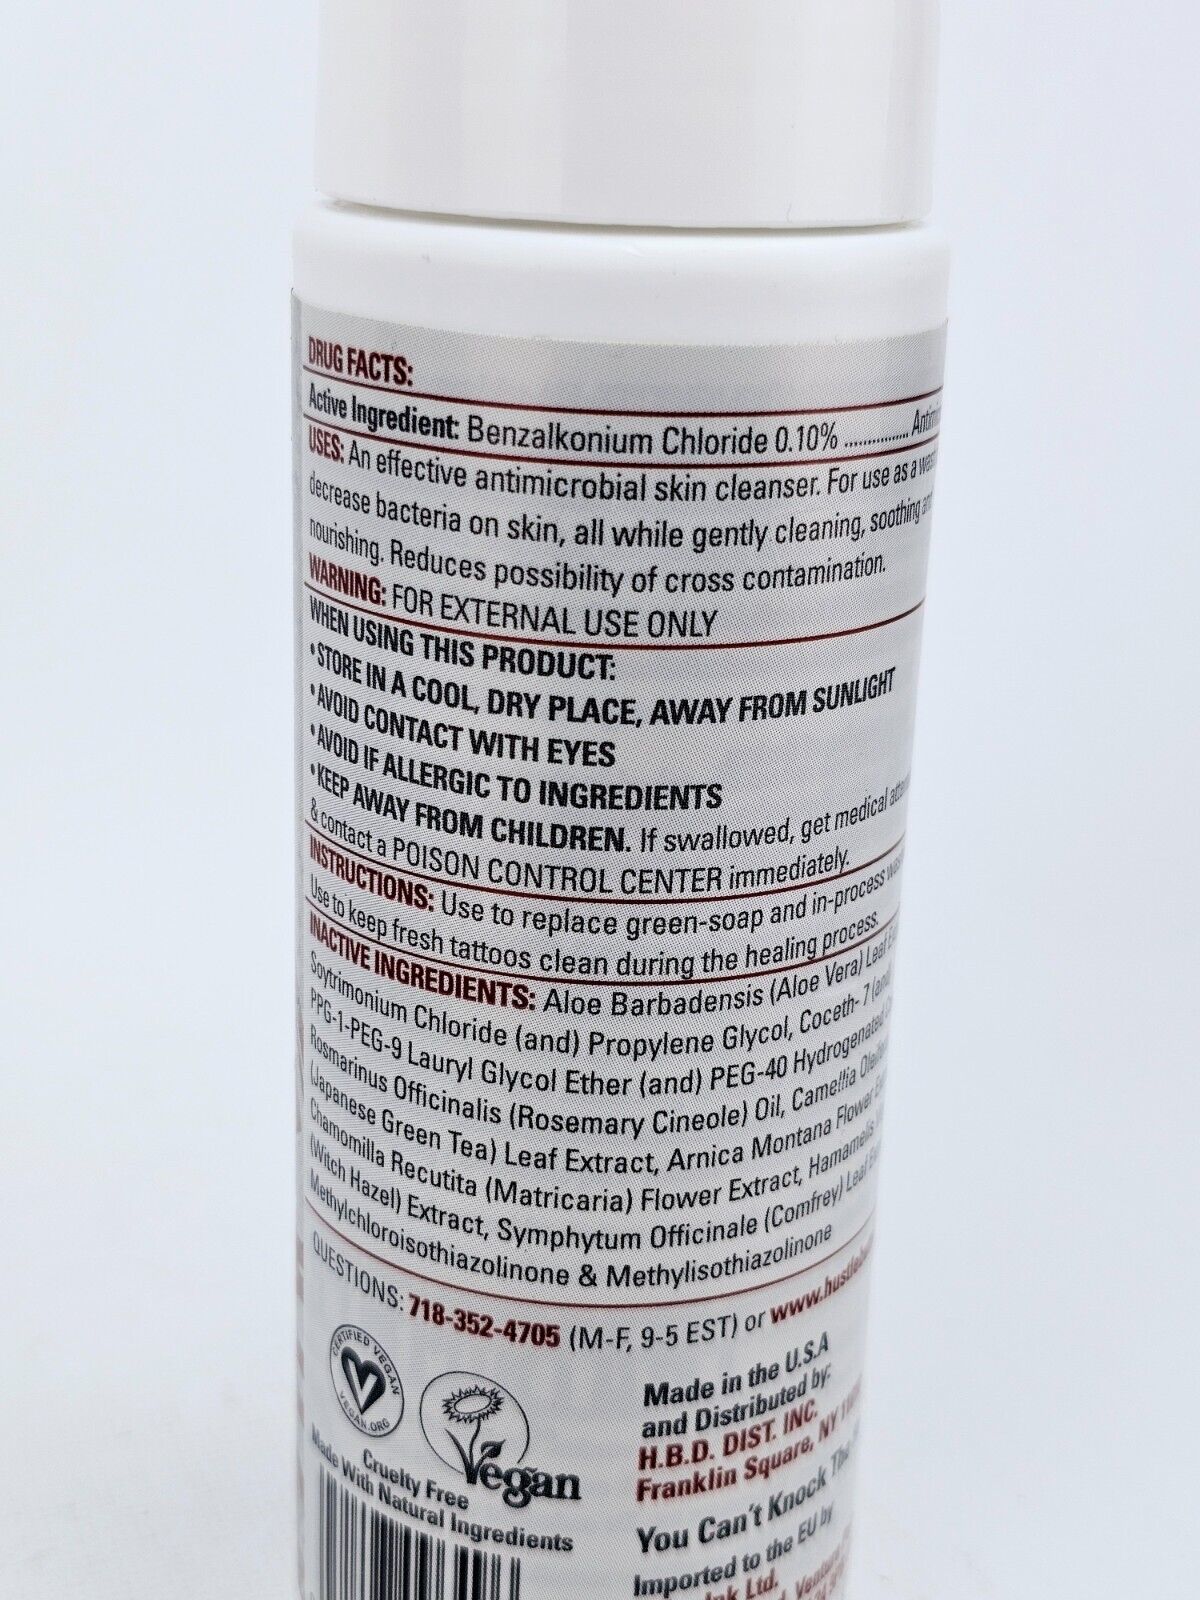 DRUG FACTS:
Active Ingredient: Benzalkonium Chloride 0.10% ...............
USES: An effective antimicrobial skin cleanser. For use as a
decrease bacteria on skin, all while gently cleaning, soothing
nourishing. Reduces possibility of cross contamination.
WARNING: FOR EXTERNAL USE ONLY
WHEN USING THIS PRODUCT:
•STORE IN A COOL, DRY PLACE, AWAY FROM SUNLIGHT
•AVOID CONTACT WITH EYES
•AVOID IF ALLERGIC TO INGREDIENTS
•KEEP AWAY FROM CHILDREN. If swallowed, get medical
& contact a POISON CONTROL CENTER immediately.
INSTRUCTIONS: Use to replace green-soap and in-process
Use to keep fresh tattoos clean during the healing process.
INACTIVE INGREDIENTS: Aloe Barbadensis (Aloe Vera) Leaf
Soytrimonium Chloride (and) Propylene Glycol, Coceth- 7 (and)
PPG-1-PEG-9 Lauryl Glycol Ether (and) PEG-40 Hydrogenated
Rosmarinus Officinalis (Rosemary Cineole) Oil, Camellia
(Japanese Green Tea) Leaf Extract, Arnica Montana Flower
Chamomilla Recutita (Matricaria) Flower Extract, Hamamelis
(Witch Hazel) Extract, Symphytum Officinale (Comfrey) Leaf
Methylchloroisothiazolinone & Methylisothiazolinone
QUESTIONS: 718-352-4705 (M-F, 9-5 EST) or
CERTIFIED VEGAN
VEGAN.ORG
Vegan
Cruelty Free
Made With Natural Ingredients
Made in the U.S.A
and Distributed by:
H.B.D. DIST. INC.
Franklin Square, NY
You Can't Knock The
Imported to the EU by
Ink Ltd.